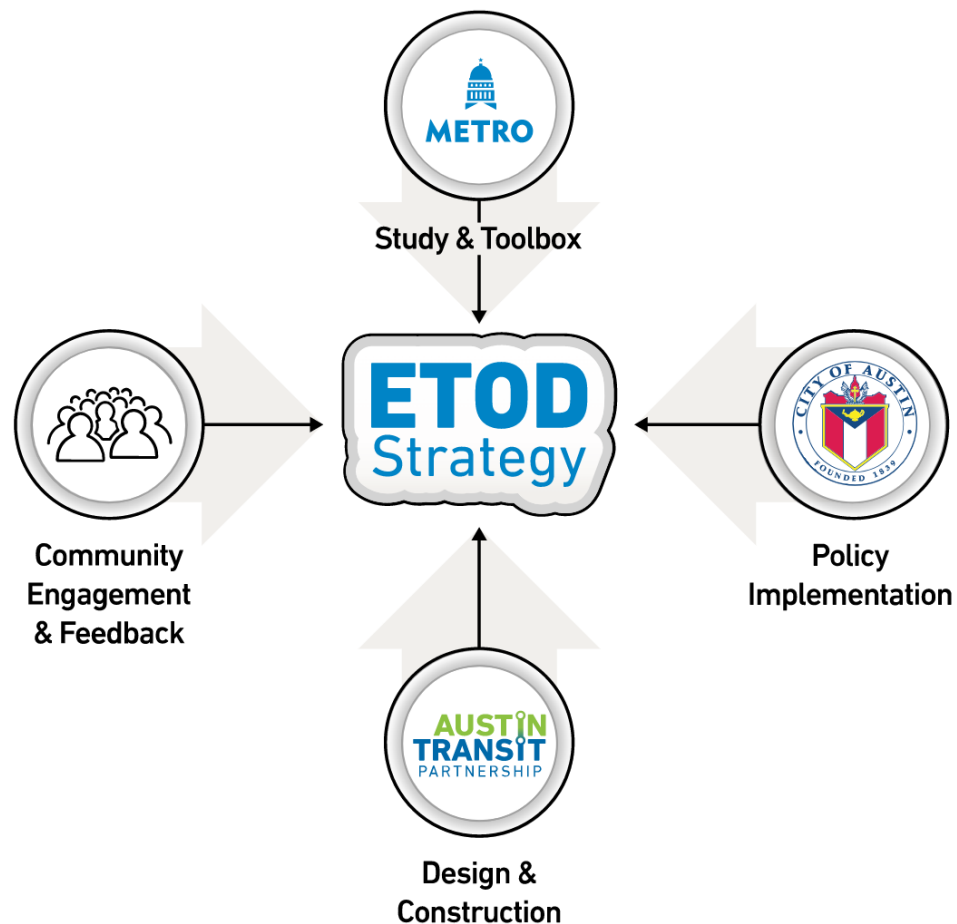 METRO
Study & Toolbox
ETOD
Strategy
CITY OF AUSTIN
FOUNDED 1839
Community
Engagement
& Feedback
Policy
Implementation
AUSTIN
TRANSIT
PARTNERSHIP
Design &
Construction